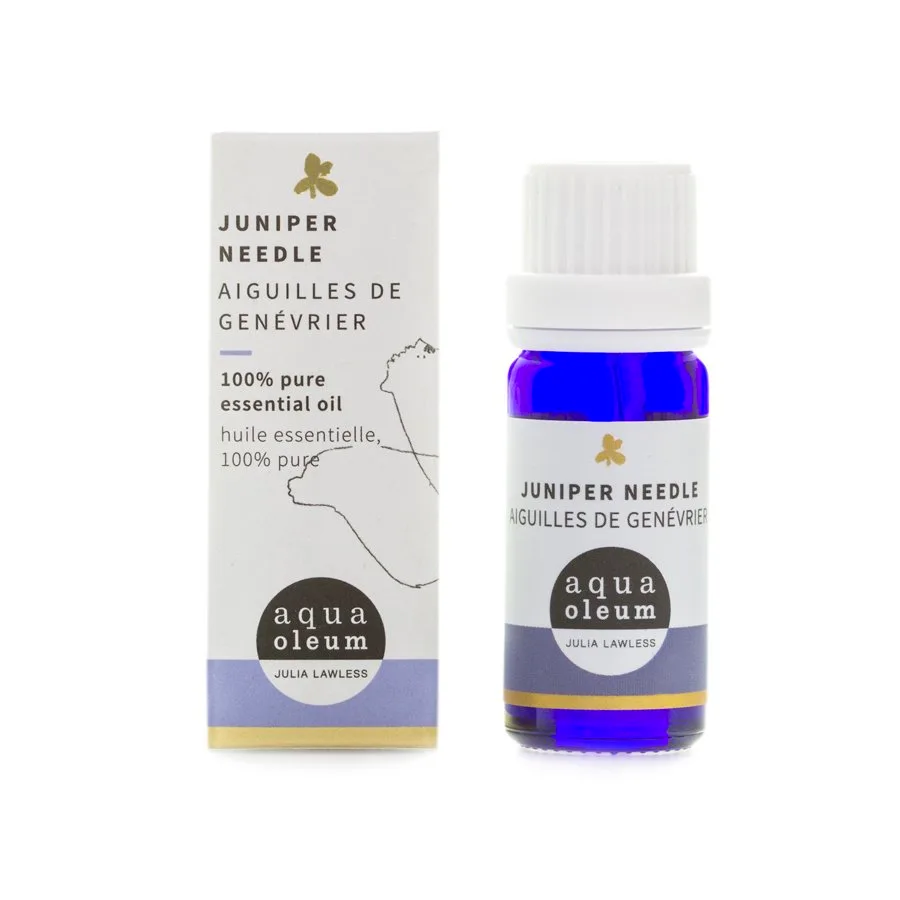 JUNIPER
NEEDLE
AIGUILLES DE
GENÉVRIER
100% pure
essential oil
huile essentielle,
100% pure
aqua
oleum
JULIA LAWLESS
JUNIPER NEEDLE
AIGUILLES DE GENÉVRIER
aqua
oleum
JULIA LAWLESS